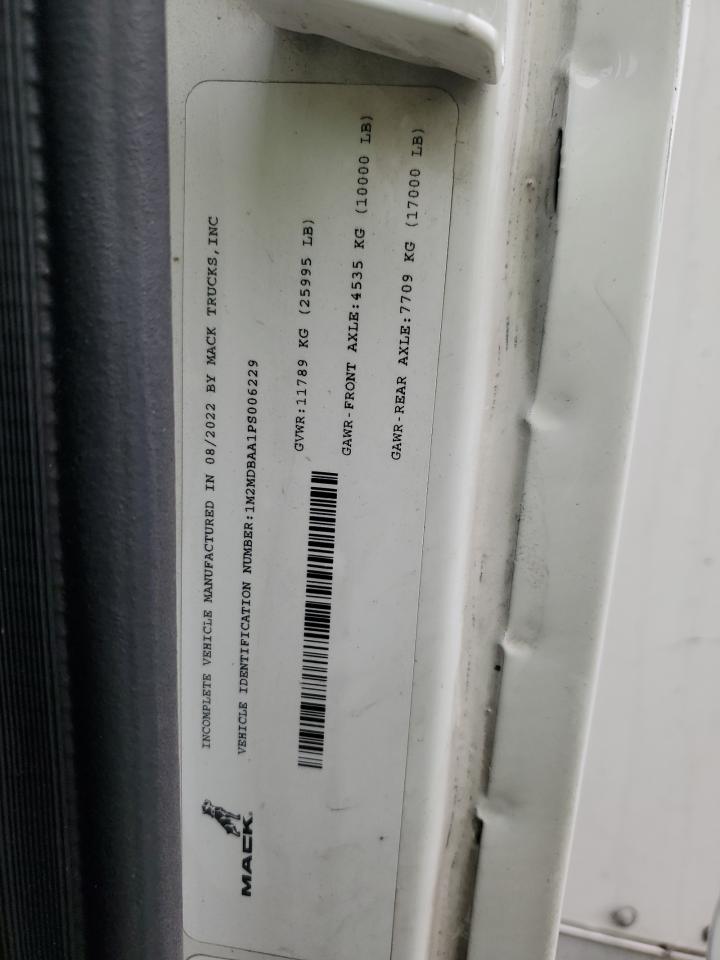 INCOMPLETE VEHICLE MANUFACTURED IN 08/2022 BY MACK TRUCKS,INC
VEHICLE IDENTIFICATION NUMBER:1M2MDBAA1PS006229
GVWR:11789 KG (25995 LB)
GAWR-FRONT AXLE:4535 KG (10000 LB)
GAWR-REAR AXLE:7709 KG (17000 LB)
MACK